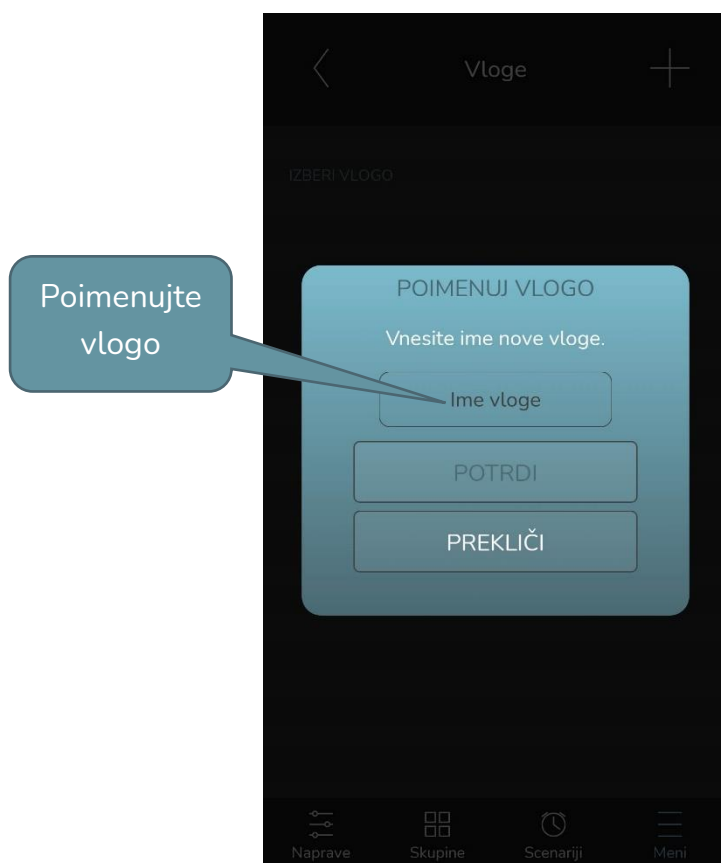 Vloge
IZBERI VLOGO
Poimenujte
vlogo
POIMENUJ VLOGO
Vnesite ime nove vloge.
Ime vloge
POTRDI
PREKLIČI
Naprave
Skupine
Scenariji
Meni